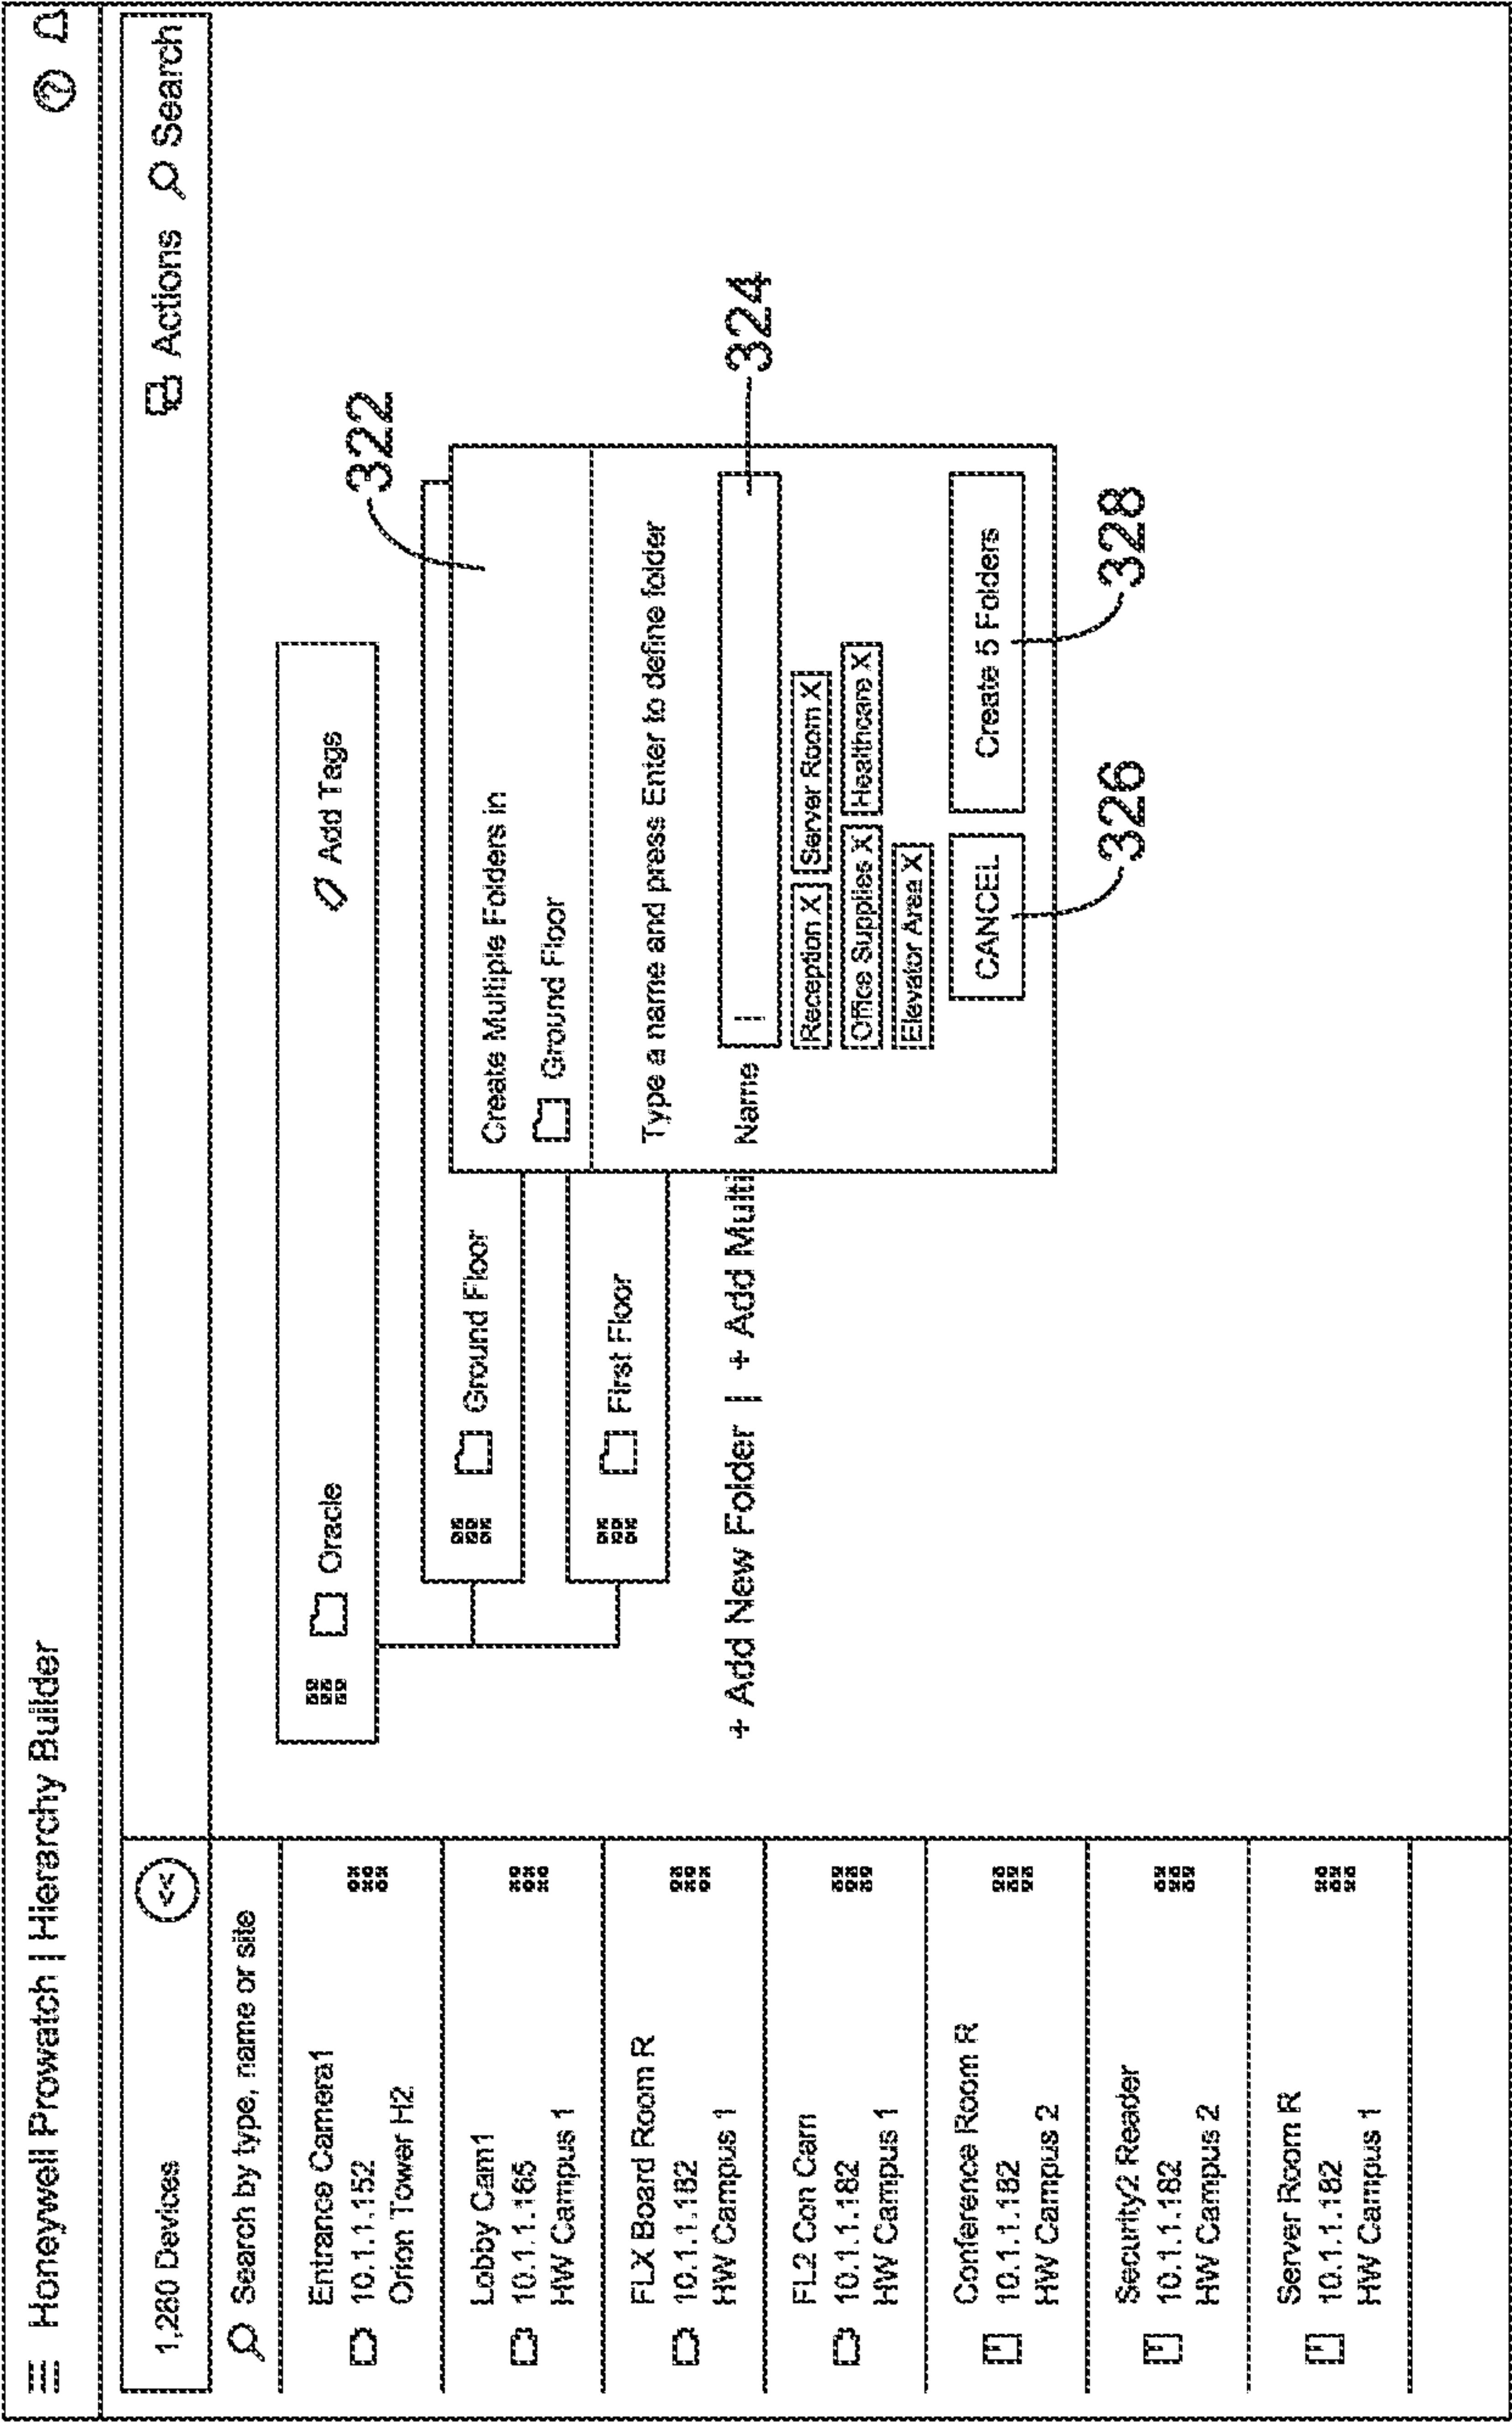 Honeywell Prowatch | Hierarchy Builder
?
1,280 Devices
<<
Actions
Search
Search by type, name or site
Entrance Camera1
10.1.1.152
Orion Tower H2
Lobby Cam1
10.1.1.165
HW Campus 1
FLX Board Room R
10.1.1.182
HW Campus 1
FL2 Con Cam
10.1.1.182
HW Campus 1
Conference Room R
10.1.1.182
HW Campus 2
Security2 Reader
10.1.1.182
HW Campus 2
Server Room R
10.1.1.182
HW Campus 1
Oracle
Add Tags
Ground Floor
First Floor
+ Add New Folder | + Add Multi
322
Create Multiple Folders in
Ground Floor
Type a name and press Enter to define folder
Name |
324
Reception X Server Room X
Office Supplies X Healthcare X
Elevator Area X
CANCEL Create 5 Folders
326 328